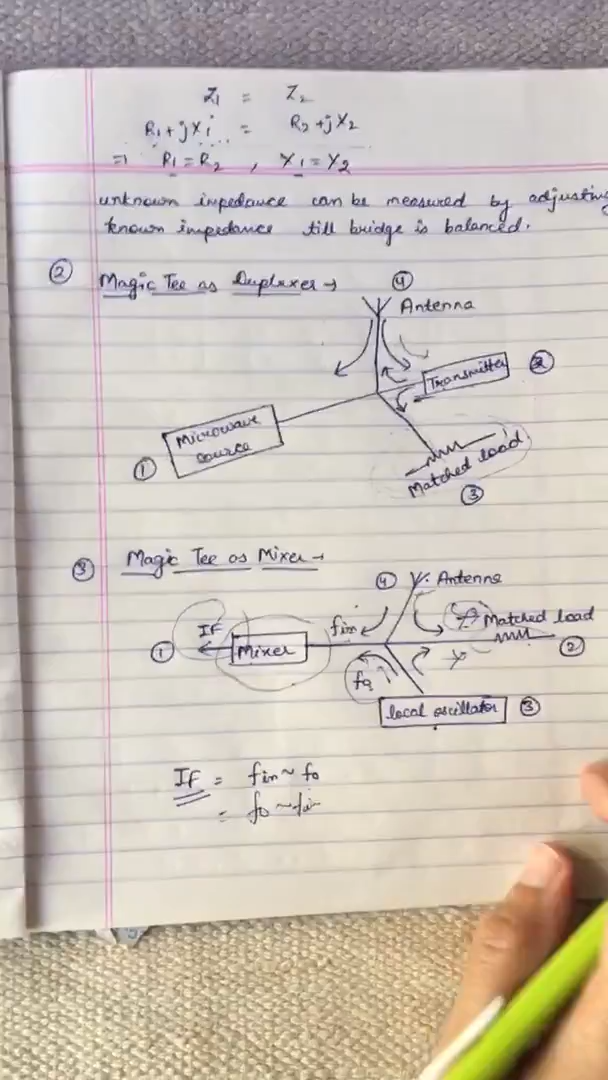 Z1 = Z2
R1+jX1 = R2+jX2
⇒ R1=R2 , X1=X2
unknown impedance can be measured by adjusting
known impedance till bridge is balanced.
② Magic Tee as Duplexer →
④
Antenna
Transmitter ②
Microwave
source
①
Matched load
③
③ Magic Tee as Mixer →
④ Antenna
IF
fin
Matched load
① Mixer
②
fo
local oscillator ③
IF = fin ~ fo
= fo ~ fin